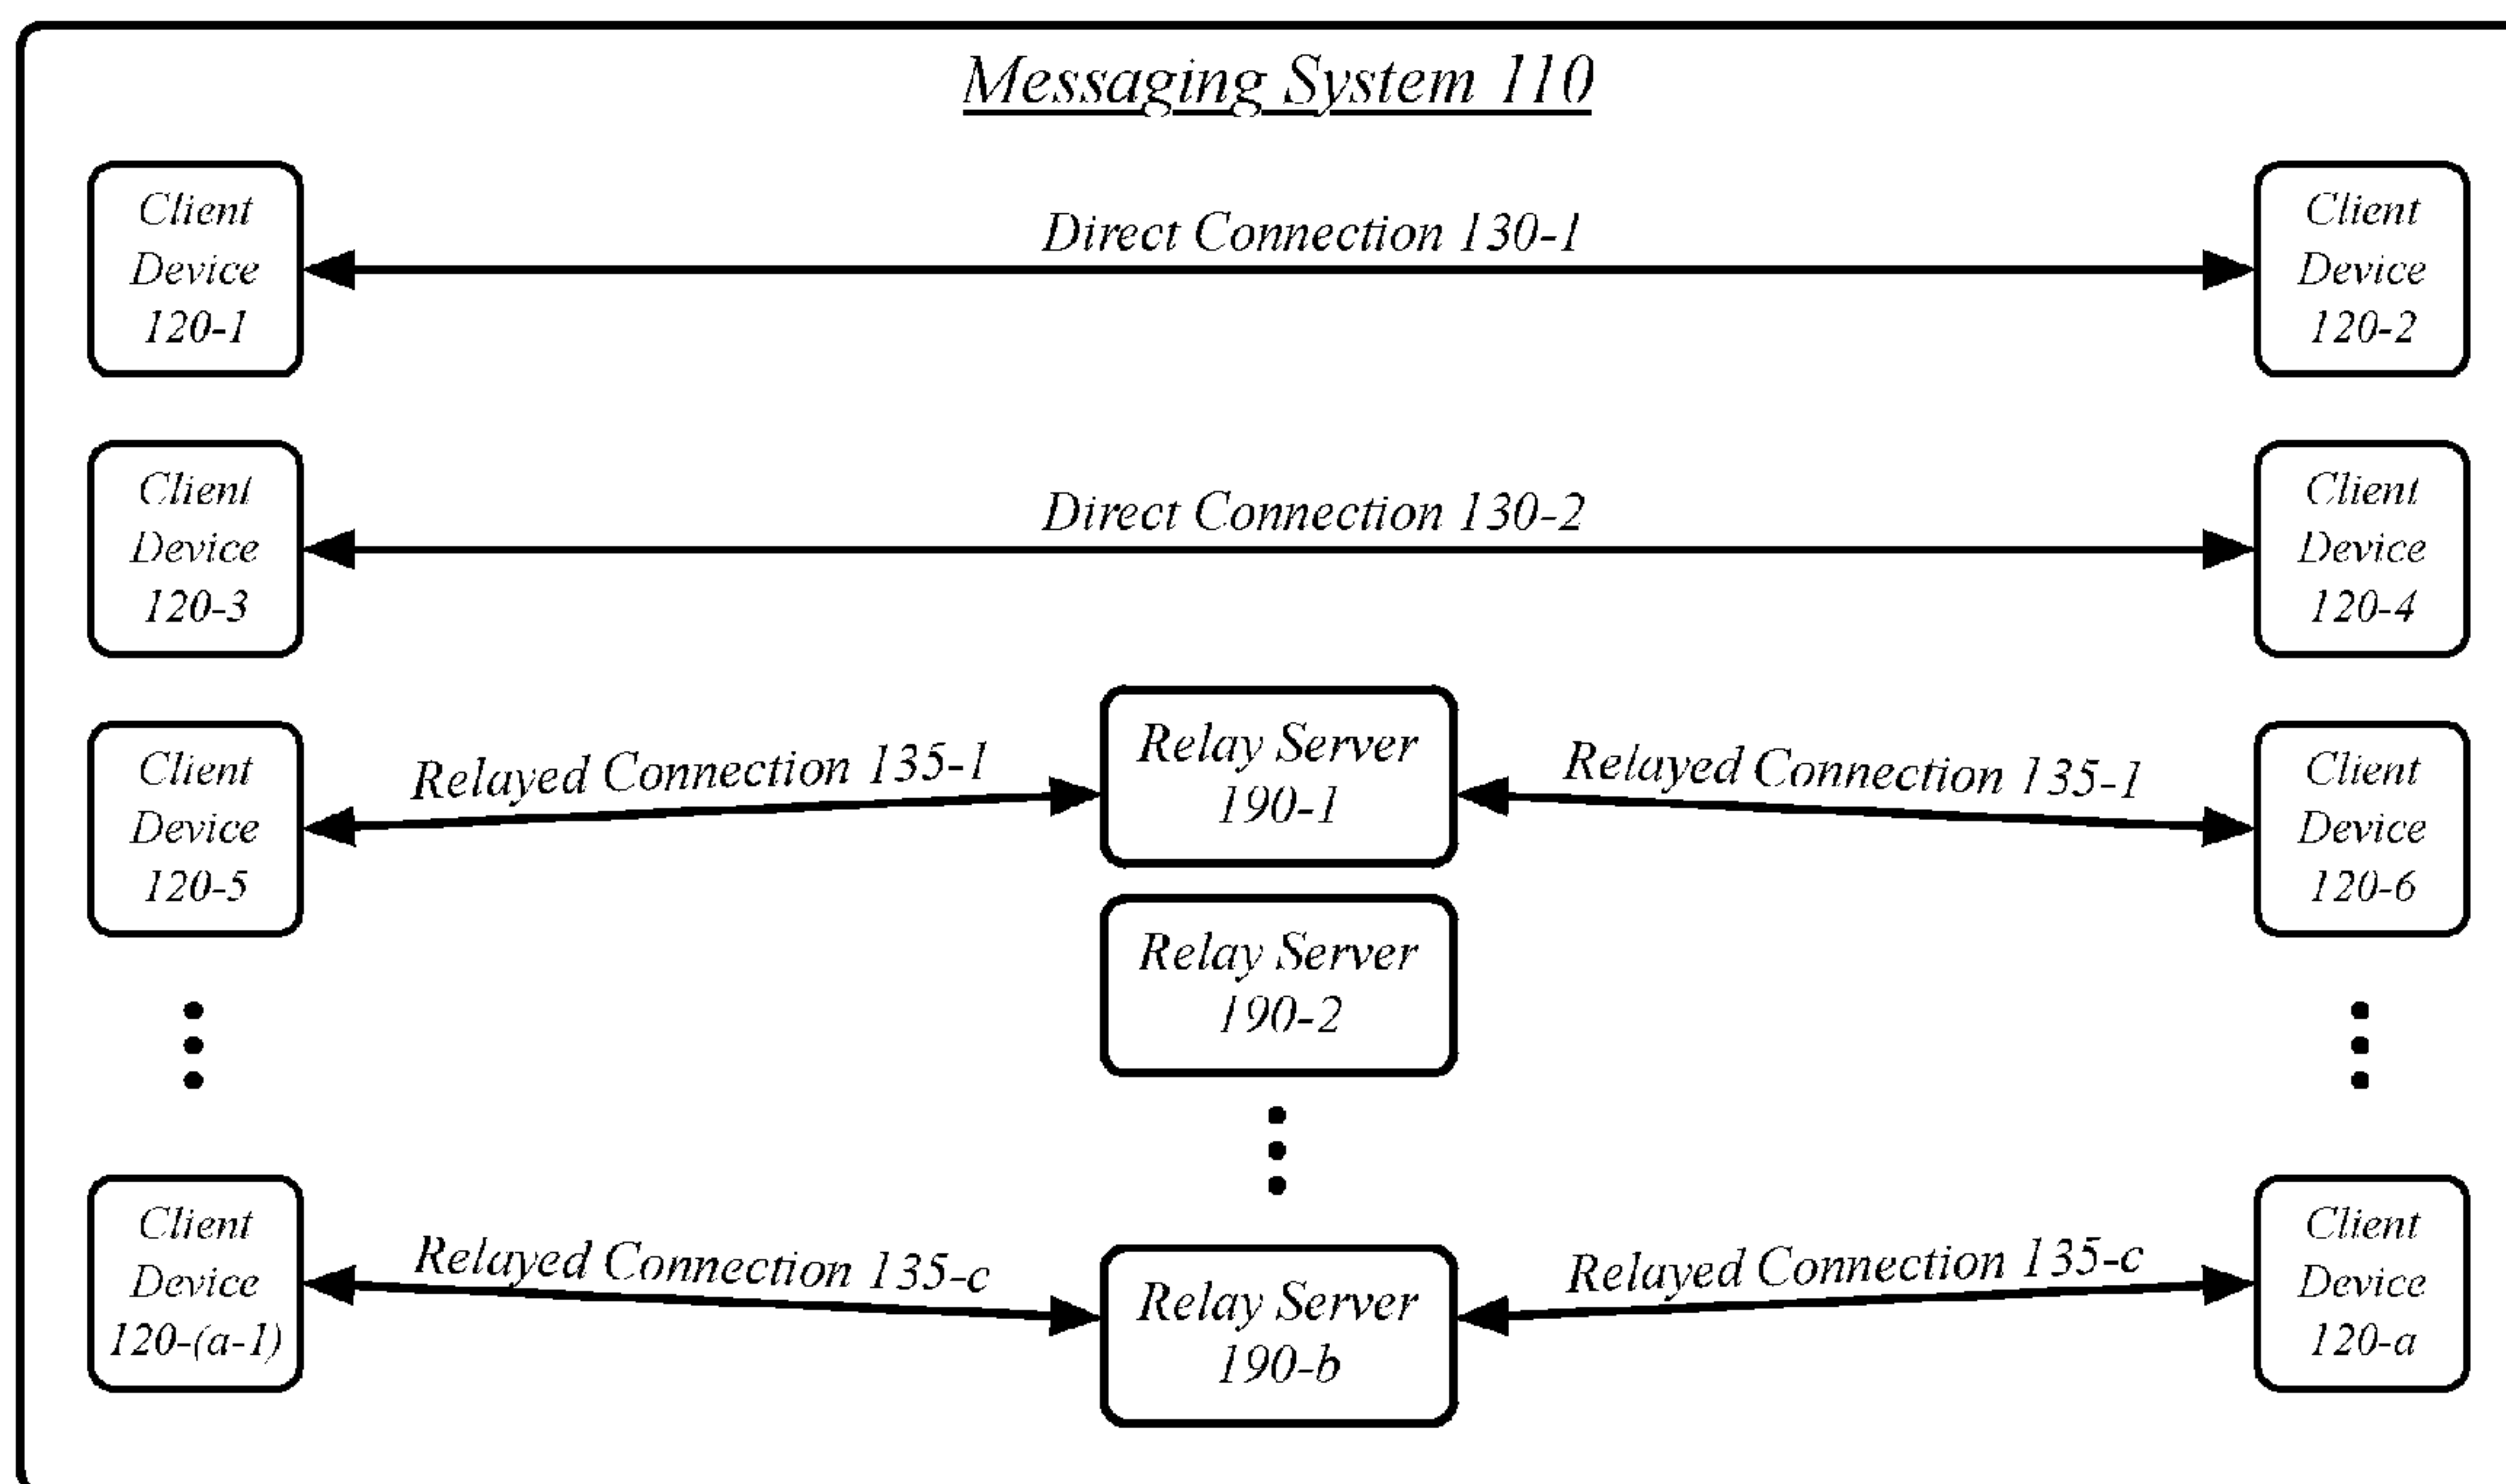 Messaging System 110
Client
Device
120-1
Direct Connection 130-1
Client
Device
120-2
Client
Device
120-3
Direct Connection 130-2
Client
Device
120-4
Client
Device
120-5
Relayed Connection 135-1
Relay Server
190-1
Relayed Connection 135-1
Client
Device
120-6
Relay Server
190-2
Client
Device
120-(a-1)
Relayed Connection 135-c
Relay Server
190-b
Relayed Connection 135-c
Client
Device
120-a